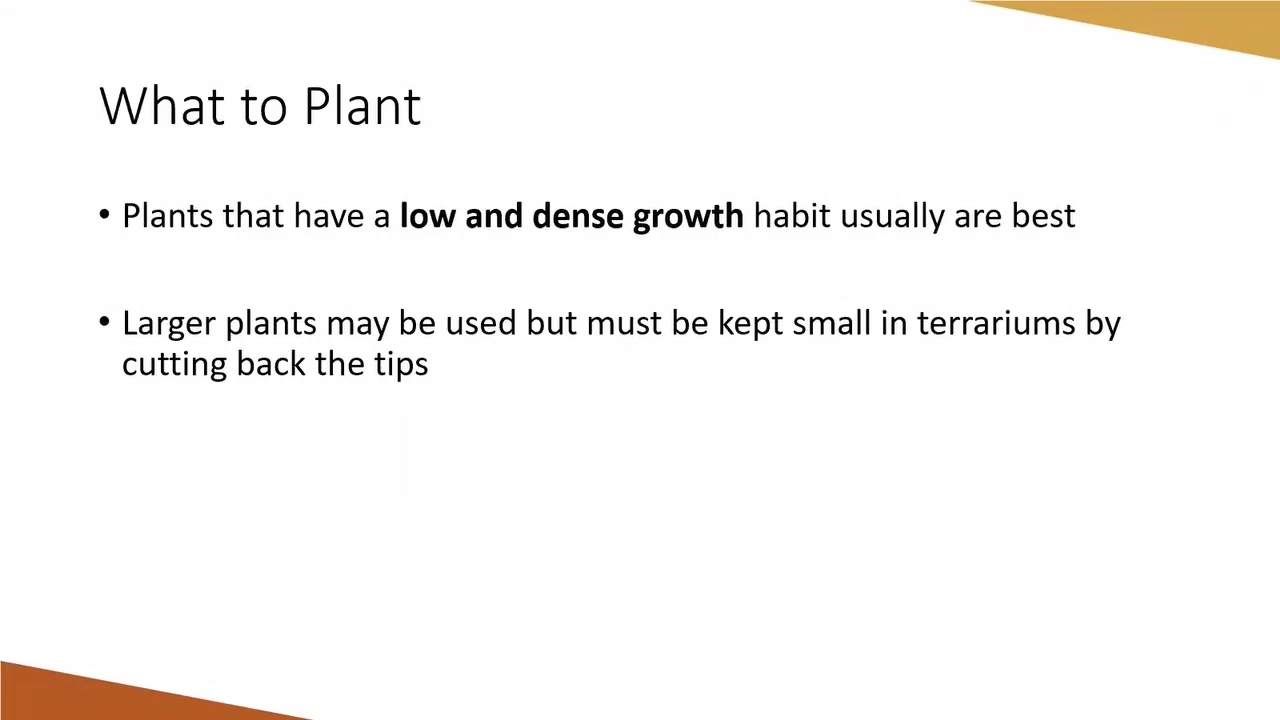 What to Plant
• Plants that have a low and dense growth habit usually are best
• Larger plants may be used but must be kept small in terrariums by
cutting back the tips